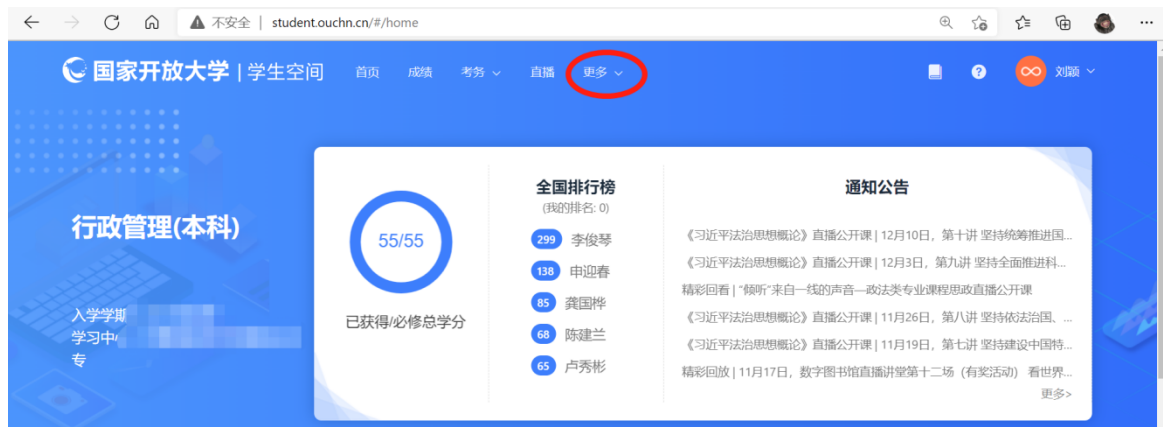 不安全 | student.ouchn.cn/#/home
国家开放大学 | 学生空间 首页 成绩 考务 直播 更多 刘颖
行政管理(本科)
入学学期
学习中
专
55/55
已获得/必修总学分
全国排行榜
(我的排名: 0)
299 李俊琴
138 申迎春
85 龚国桦
68 陈建兰
65 卢秀彬
通知公告
《习近平法治思想概论》直播公开课 | 12月10日，第十讲 坚持统筹推进国...
《习近平法治思想概论》直播公开课 | 12月3日，第九讲 坚持全面推进科...
精彩回看 | "倾听"来自一线的声音—政法类专业课程思政直播公开课
《习近平法治思想概论》直播公开课 | 11月26日，第八讲 坚持依法治国、...
《习近平法治思想概论》直播公开课 | 11月19日，第七讲 坚持建设中国特...
精彩回放 | 11月17日，数字图书馆直播讲堂第十二场（有奖活动） 看世界...
更多>